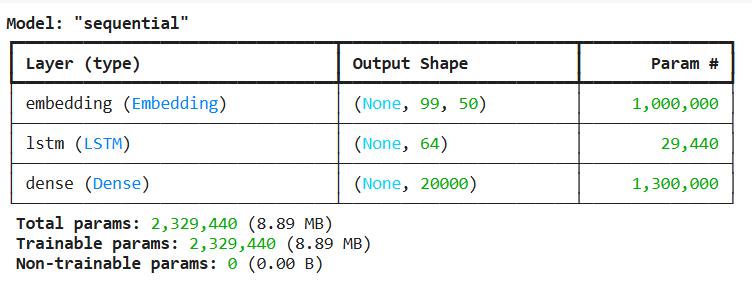 Model: "sequential"
Layer (type) Output Shape Param #
embedding (Embedding) (None, 99, 50) 1,000,000
lstm (LSTM) (None, 64) 29,440
dense (Dense) (None, 20000) 1,300,000
Total params: 2,329,440 (8.89 MB)
Trainable params: 2,329,440 (8.89 MB)
Non-trainable params: 0 (0.00 B)